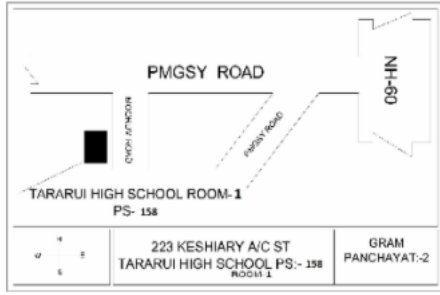 PMGSY ROAD
NH-60
PMGSY ROAD
TARARUI HIGH SCHOOL ROOM-1
PS- 158
N
W E
S
223 KESHIARY A/C ST
TARARUI HIGH SCHOOL PS:- 158
ROOM-1
GRAM
PANCHAYAT:-2